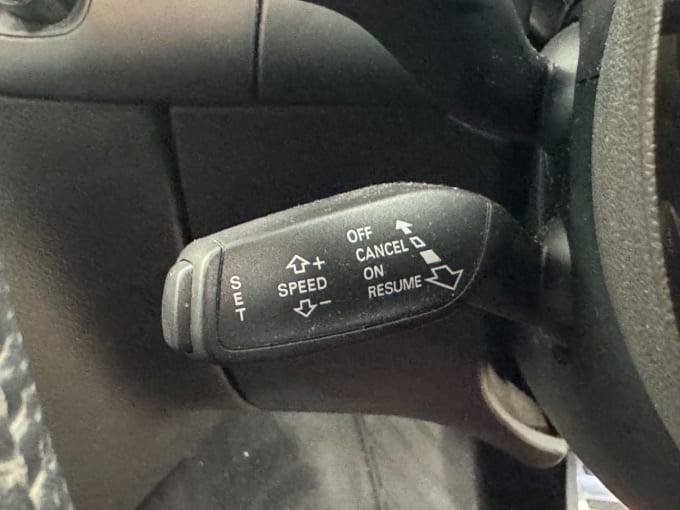 SET
+
SPEED
−
OFF
CANCEL
ON
RESUME